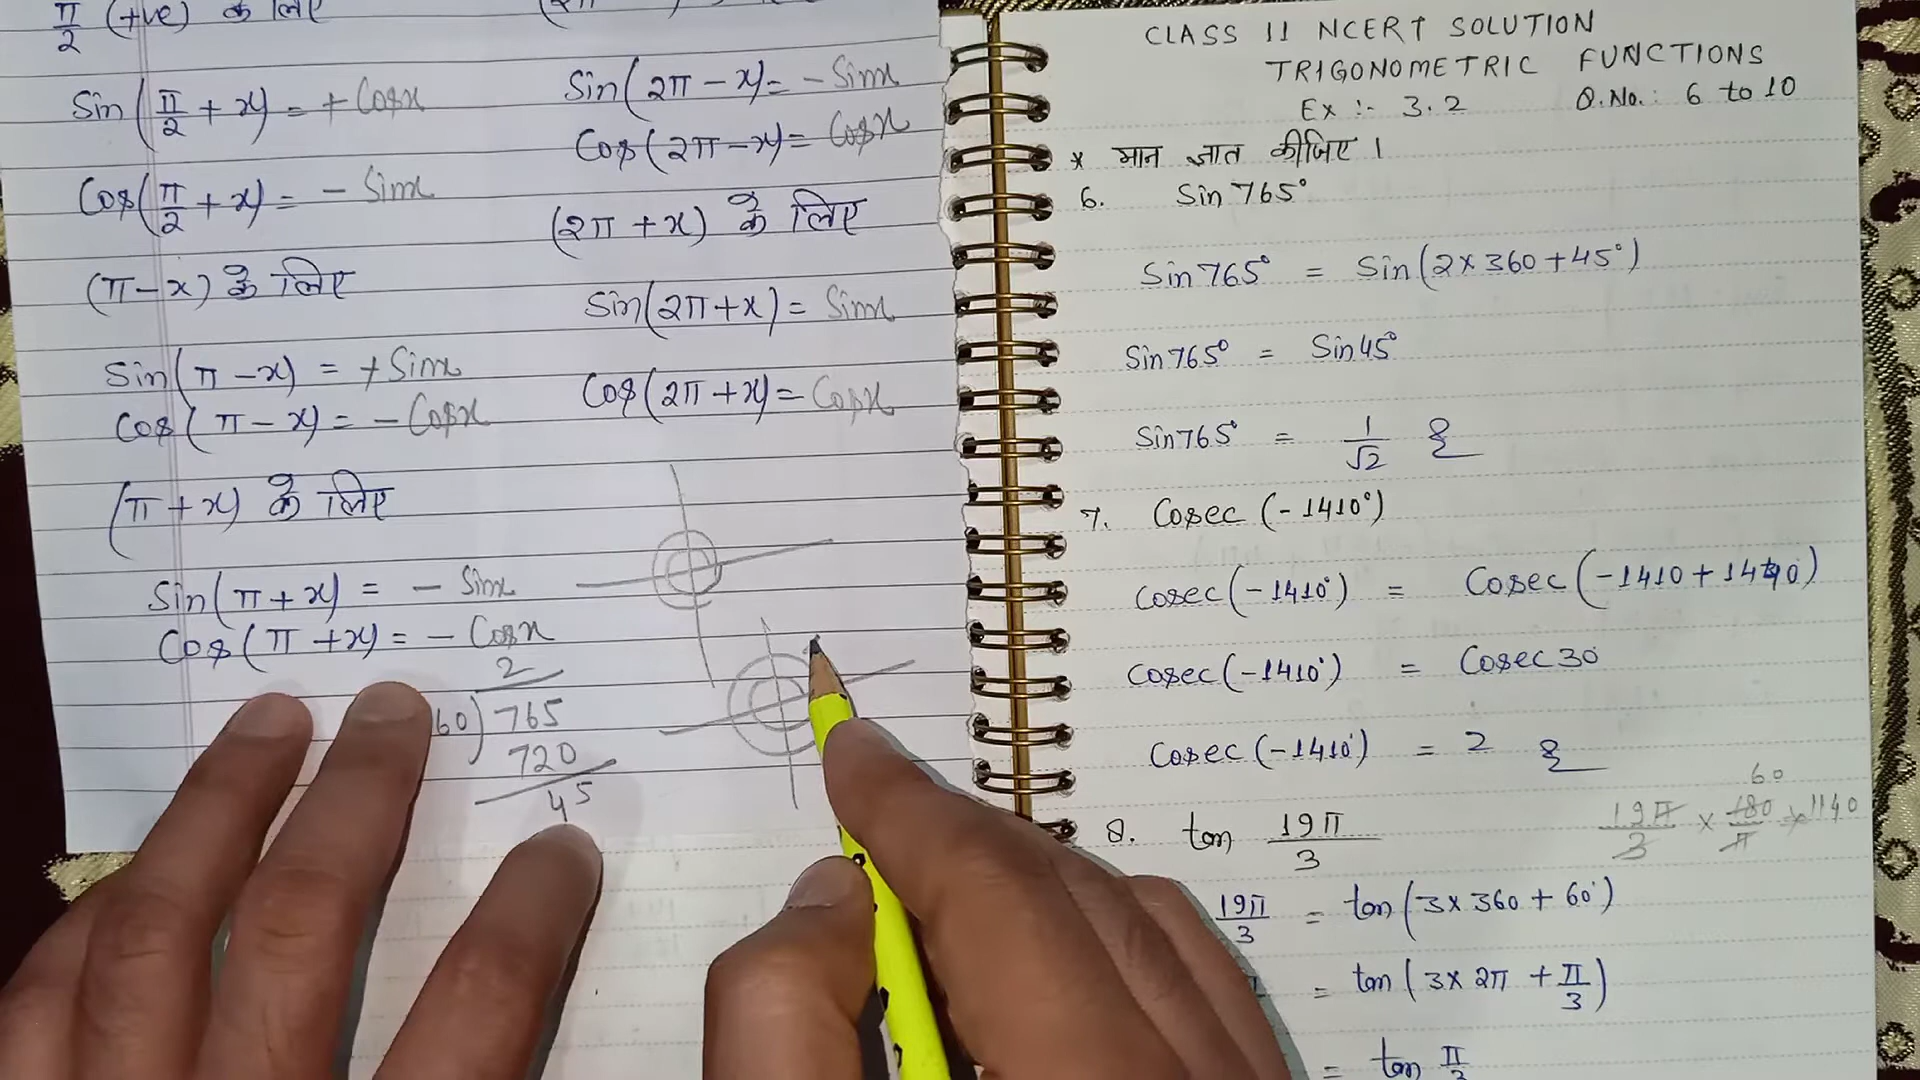 π/2 (+ve) के लिए
Sin(π/2 + x) = + Cosx
Cos(π/2 + x) = - Sinx
(π-x) के लिए
Sin(π-x) = + Sinx
Cos(π-x) = - Cosx
(π+x) के लिए
Sin(π+x) = - Sinx
Cos(π+x) = - Cosx
2
60) 765
720
45
Sin(2π-x) = - Sinx
Cos(2π-x) = Cosx
(2π+x) के लिए
Sin(2π+x) = Sinx
Cos(2π+x) = Cosx
CLASS 11 NCERT SOLUTION
TRIGONOMETRIC FUNCTIONS
Ex :- 3.2 Q.No.: 6 to 10
* मान ज्ञात कीजिए।
6. Sin 765°
Sin 765° = Sin(2×360+45°)
Sin 765° = Sin 45°
Sin 765° = 1/√2
7. Cosec (-1410°)
Cosec(-1410°) = Cosec(-1410+1440)
Cosec(-1410°) = Cosec 30
Cosec(-1410°) = 2
8. tan 19π/3
19π/3 × 180/π 60 1140
19π/3 = tan(3×360+60°)
= tan(3×2π + π/3)
= tan π/3